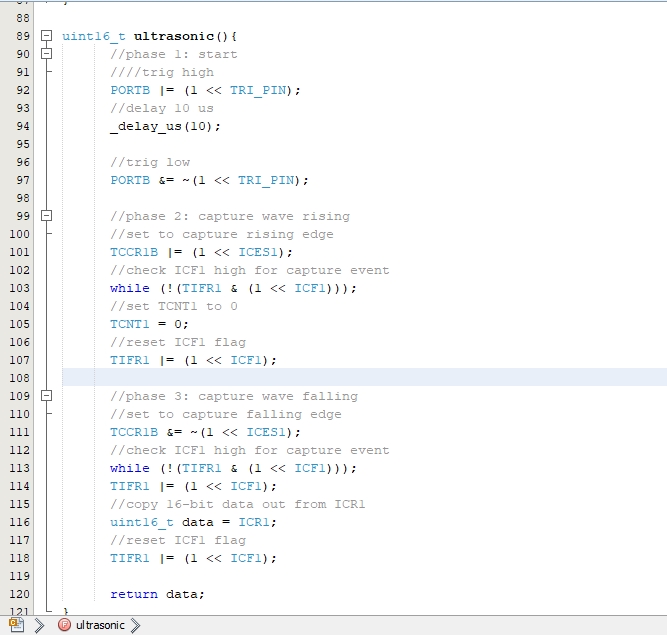 88
89 uint16_t ultrasonic(){
90 //phase 1: start
91 ////trig high
92 PORTB |= (1 << TRI_PIN);
93 //delay 10 us
94 _delay_us(10);
95
96 //trig low
97 PORTB &= ~(1 << TRI_PIN);
98
99 //phase 2: capture wave rising
100 //set to capture rising edge
101 TCCR1B |= (1 << ICES1);
102 //check ICF1 high for capture event
103 while (!(TIFR1 & (1 << ICF1)));
104 //set TCNT1 to 0
105 TCNT1 = 0;
106 //reset ICF1 flag
107 TIFR1 |= (1 << ICF1);
108
109 //phase 3: capture wave falling
110 //set to capture falling edge
111 TCCR1B &= ~(1 << ICES1);
112 //check ICF1 high for capture event
113 while (!(TIFR1 & (1 << ICF1)));
114 TIFR1 |= (1 << ICF1);
115 //copy 16-bit data out from ICR1
116 uint16_t data = ICR1;
117 //reset ICF1 flag
118 TIFR1 |= (1 << ICF1);
119
120 return data;
121 }
ultrasonic